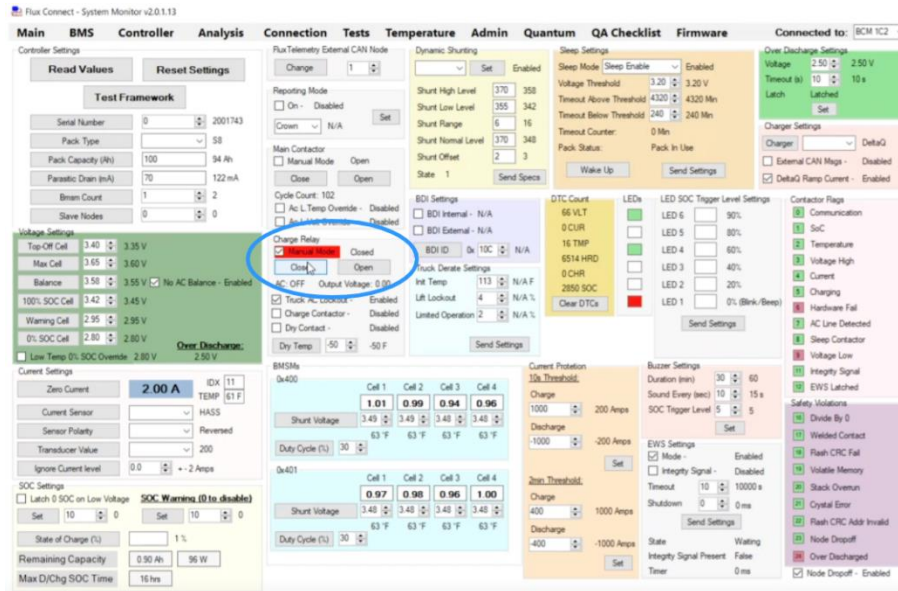 Flux Connect - System Monitor v2.0.1.13
Main BMS Controller Analysis Connection Tests Temperature Admin Quantum QA Checklist Firmware Connected to: BCM 1C2
Controller Settings
Read Values Reset Settings
Test Framework
Serial Number 0 2001743
Pack Type S8
Pack Capacity (Ah) 100 94 Ah
Parasitic Drain (mA) 70 122 mA
Bmsm Count 1 2
Slave Nodes 0 0
Voltage Settings
Top-Off Cell 3.40 3.35 V
Max Cell 3.65 3.60 V
Balance 3.58 3.55 V No AC Balance - Enabled
100% SOC Cell 3.42 3.45 V
Warning Cell 2.95 2.95 V
0% SOC Cell 2.80 2.80 V Over Discharge:
Low Temp 0% SOC Override 2.80 V 2.50 V
Current Settings
Zero Current 2.00 A IDX 11
TEMP 61 F
Current Sensor HASS
Sensor Polarity Reversed
Transducer Value 200
Ignore Current level 0.0 +- 2 Amps
SOC Settings
Latch 0 SOC on Low Voltage SOC Warning (0 to disable)
Set 10 0 Set 10 0
State of Charge (%) 1 %
Remaining Capacity 0.90 Ah 96 W
Max D/Chg SOC Time 16 hrs
FluxTelemetry External CAN Node
Change 1
Reporting Mode
On - Disabled
Crown N/A Set
Main Contactor
Manual Mode Open
Close Open
Cycle Count: 102
Ac L.Temp Override - Disabled
Ac L.Volt Override - Disabled
Charge Relay
Manual Mode Closed
Close Open
AC: OFF Output Voltage: 0.00
Truck AC Lockout - Enabled
Charge Contactor - Disabled
Dry Contact - Disabled
Dry Temp -50 -50 F
Dynamic Shunting
Set Enabled
Shunt High Level 370 358
Shunt Low Level 355 342
Shunt Range 6 16
Shunt Normal Level 370 348
Shunt Offset 2 3
State 1 Send Specs
BDI Settings
BDI Internal - N/A
BDI External - N/A
BDI ID 0x 10C N/A
Truck Derate Settings
Init Temp 113 N/A F
Lift Lockout 4 N/A %
Limited Operation 2 N/A %
Send Settings
BMSMs
0x400
Cell 1 Cell 2 Cell 3 Cell 4
1.01 0.99 0.94 0.96
Shunt Voltage 3.49 3.49 3.48 3.48
63 °F 63 °F 63 °F 63 °F
Duty Cycle (%) 30
0x401
Cell 1 Cell 2 Cell 3 Cell 4
0.97 0.98 0.96 1.00
Shunt Voltage 3.48 3.48 3.48 3.48
63 °F 63 °F 63 °F 63 °F
Duty Cycle (%) 30
Sleep Settings
Sleep Mode Sleep Enable Enabled
Voltage Threshold 3.20 3.20 V
Timeout Above Threshold 4320 4320 Min
Timeout Below Threshold 240 240 Min
Timeout Counter: 0 Min
Pack Status: Pack In Use
Wake Up Send Settings
DTC Count
66 VLT
0 CUR
16 TMP
6514 HRD
0 CHR
2850 SOC
Clear DTCs
LEDs
LED SOC Trigger Level Settings
LED 6 90%
LED 5 80%
LED 4 60%
LED 3 40%
LED 2 20%
LED 1 0% (Blink/Beep)
Send Settings
Current Protetion
10s Threshold:
Charge
1000 200 Amps
Discharge
-1000 -200 Amps
Set
2min Threshold:
Charge
400 1000 Amps
Discharge
-400 -1000 Amps
Set
Buzzer Settings
Duration (min) 30 60
Sound Every (sec) 10 15 s
SOC Trigger Level 5 5
Set
EWS Settings
Mode - Enabled
Integrity Signal - Disabled
Timeout 10 10000 s
Shutdown 0 0 ms
Send Settings
State Waiting
Integrity Signal Present False
Timer 0 ms
Over Discharge Settings
Voltage 2.50 2.50 V
Timeout (s) 10 10 s
Latch Latched
Set
Charger Settings
Charger DeltaQ
External CAN Msgs - Disabled
DeltaQ Ramp Current - Enabled
Contactor Flags
0 Communication
1 SoC
2 Temperature
3 Voltage High
4 Current
5 Charging
6 Hardware Fail
7 AC Line Detected
8 Sleep Contactor
9 Voltage Low
11 Integrity Signal
12 EWS Latched
Safety Violations
16 Divide By 0
17 Welded Contact
18 Flash CRC Fail
19 Volatile Memory
20 Stack Overrun
21 Crystal Error
22 Flash CRC Addr Invalid
23 Node Dropoff
24 Over Discharged
Node Dropoff - Enabled